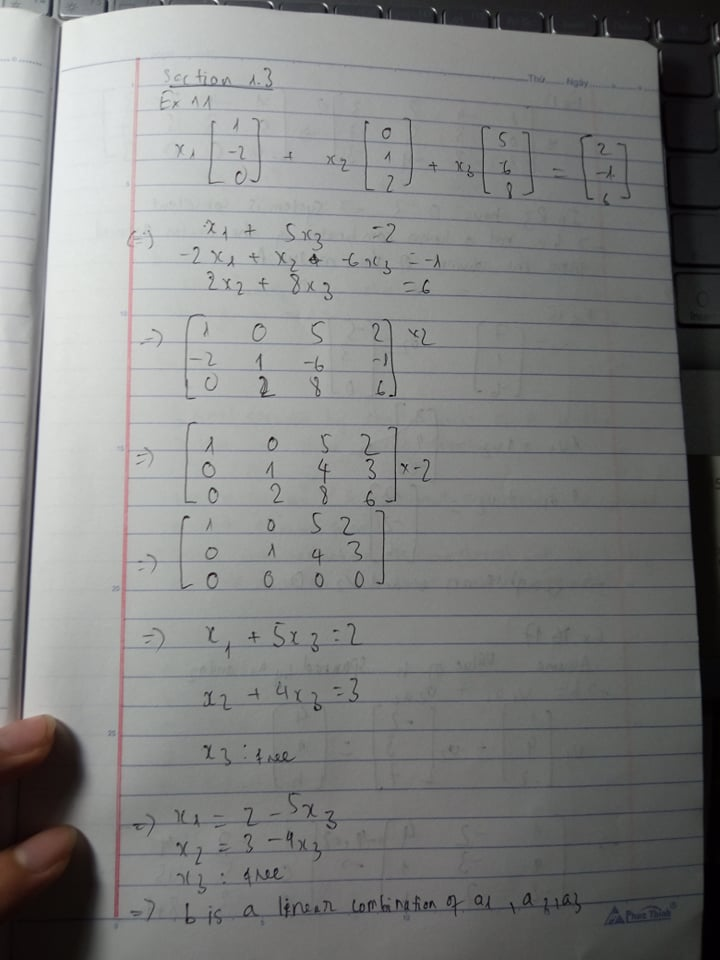 Section 1.3
Thứ Ngày
Ex 11
x1 [1 -2 0] + x2 [0 1 2] + x3 [5 -6 8] = [2 -1 6]
(=) x1 + 5x3 = 2
-2x1 + x2 + -6x3 = -1
2x2 + 8x3 = 6
=) [1 0 5 2] x2
-2 1 -6 -1
0 2 8 6
=) [1 0 5 2]
0 1 4 3 x-2
0 2 8 6
=) [1 0 5 2]
0 1 4 3
0 0 0 0
=) x1 + 5x3 = 2
x2 + 4x3 = 3
x3 : free
=) x1 = 2 - 5x3
x2 = 3 - 4x3
x3 : free
=) b is a linear combination of a1, a2, a3
Phúc Thịnh